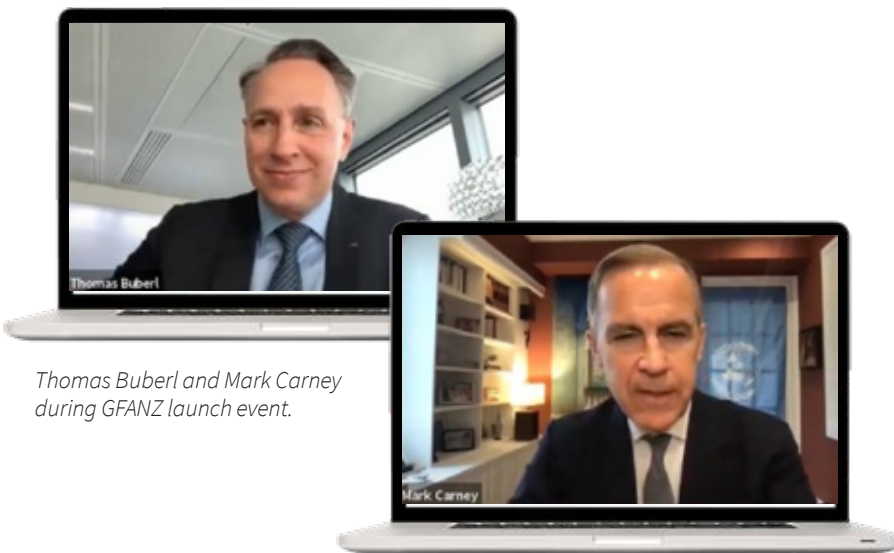 Thomas Buberl
Thomas Buberl and Mark Carney
during GFANZ launch event.
Mark Carney